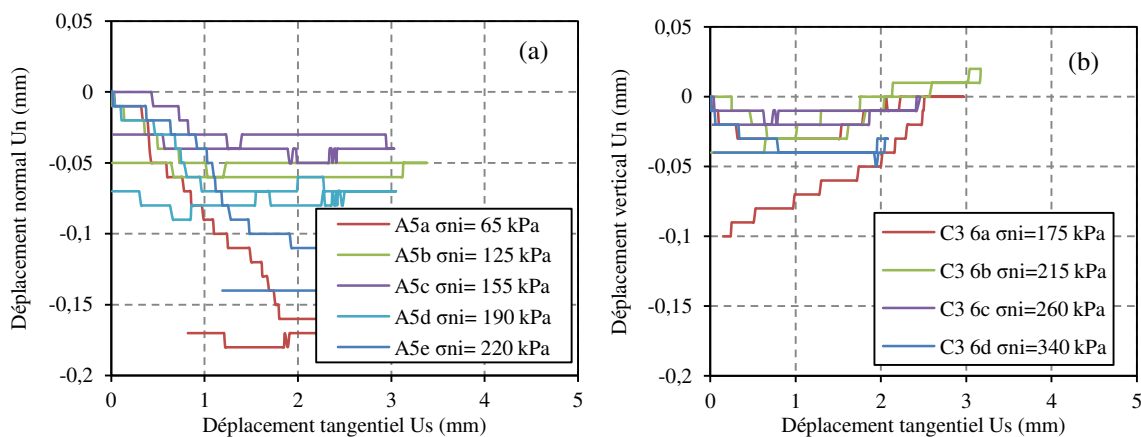 0,05
0
-0,05
-0,1
-0,15
-0,2
0 1 2 3 4 5
Déplacement normal Un (mm)
Déplacement tangentiel Us (mm)
(a)
A5a σni= 65 kPa
A5b σni= 125 kPa
A5c σni= 155 kPa
A5d σni= 190 kPa
A5e σni= 220 kPa
0,05
0
-0,05
-0,1
-0,15
-0,2
0 1 2 3 4 5
Déplacement vertical Un (mm)
Déplacement tangentiel Us (mm)
(b)
C3 6a σni=175 kPa
C3 6b σni=215 kPa
C3 6c σni=260 kPa
C3 6d σni=340 kPa